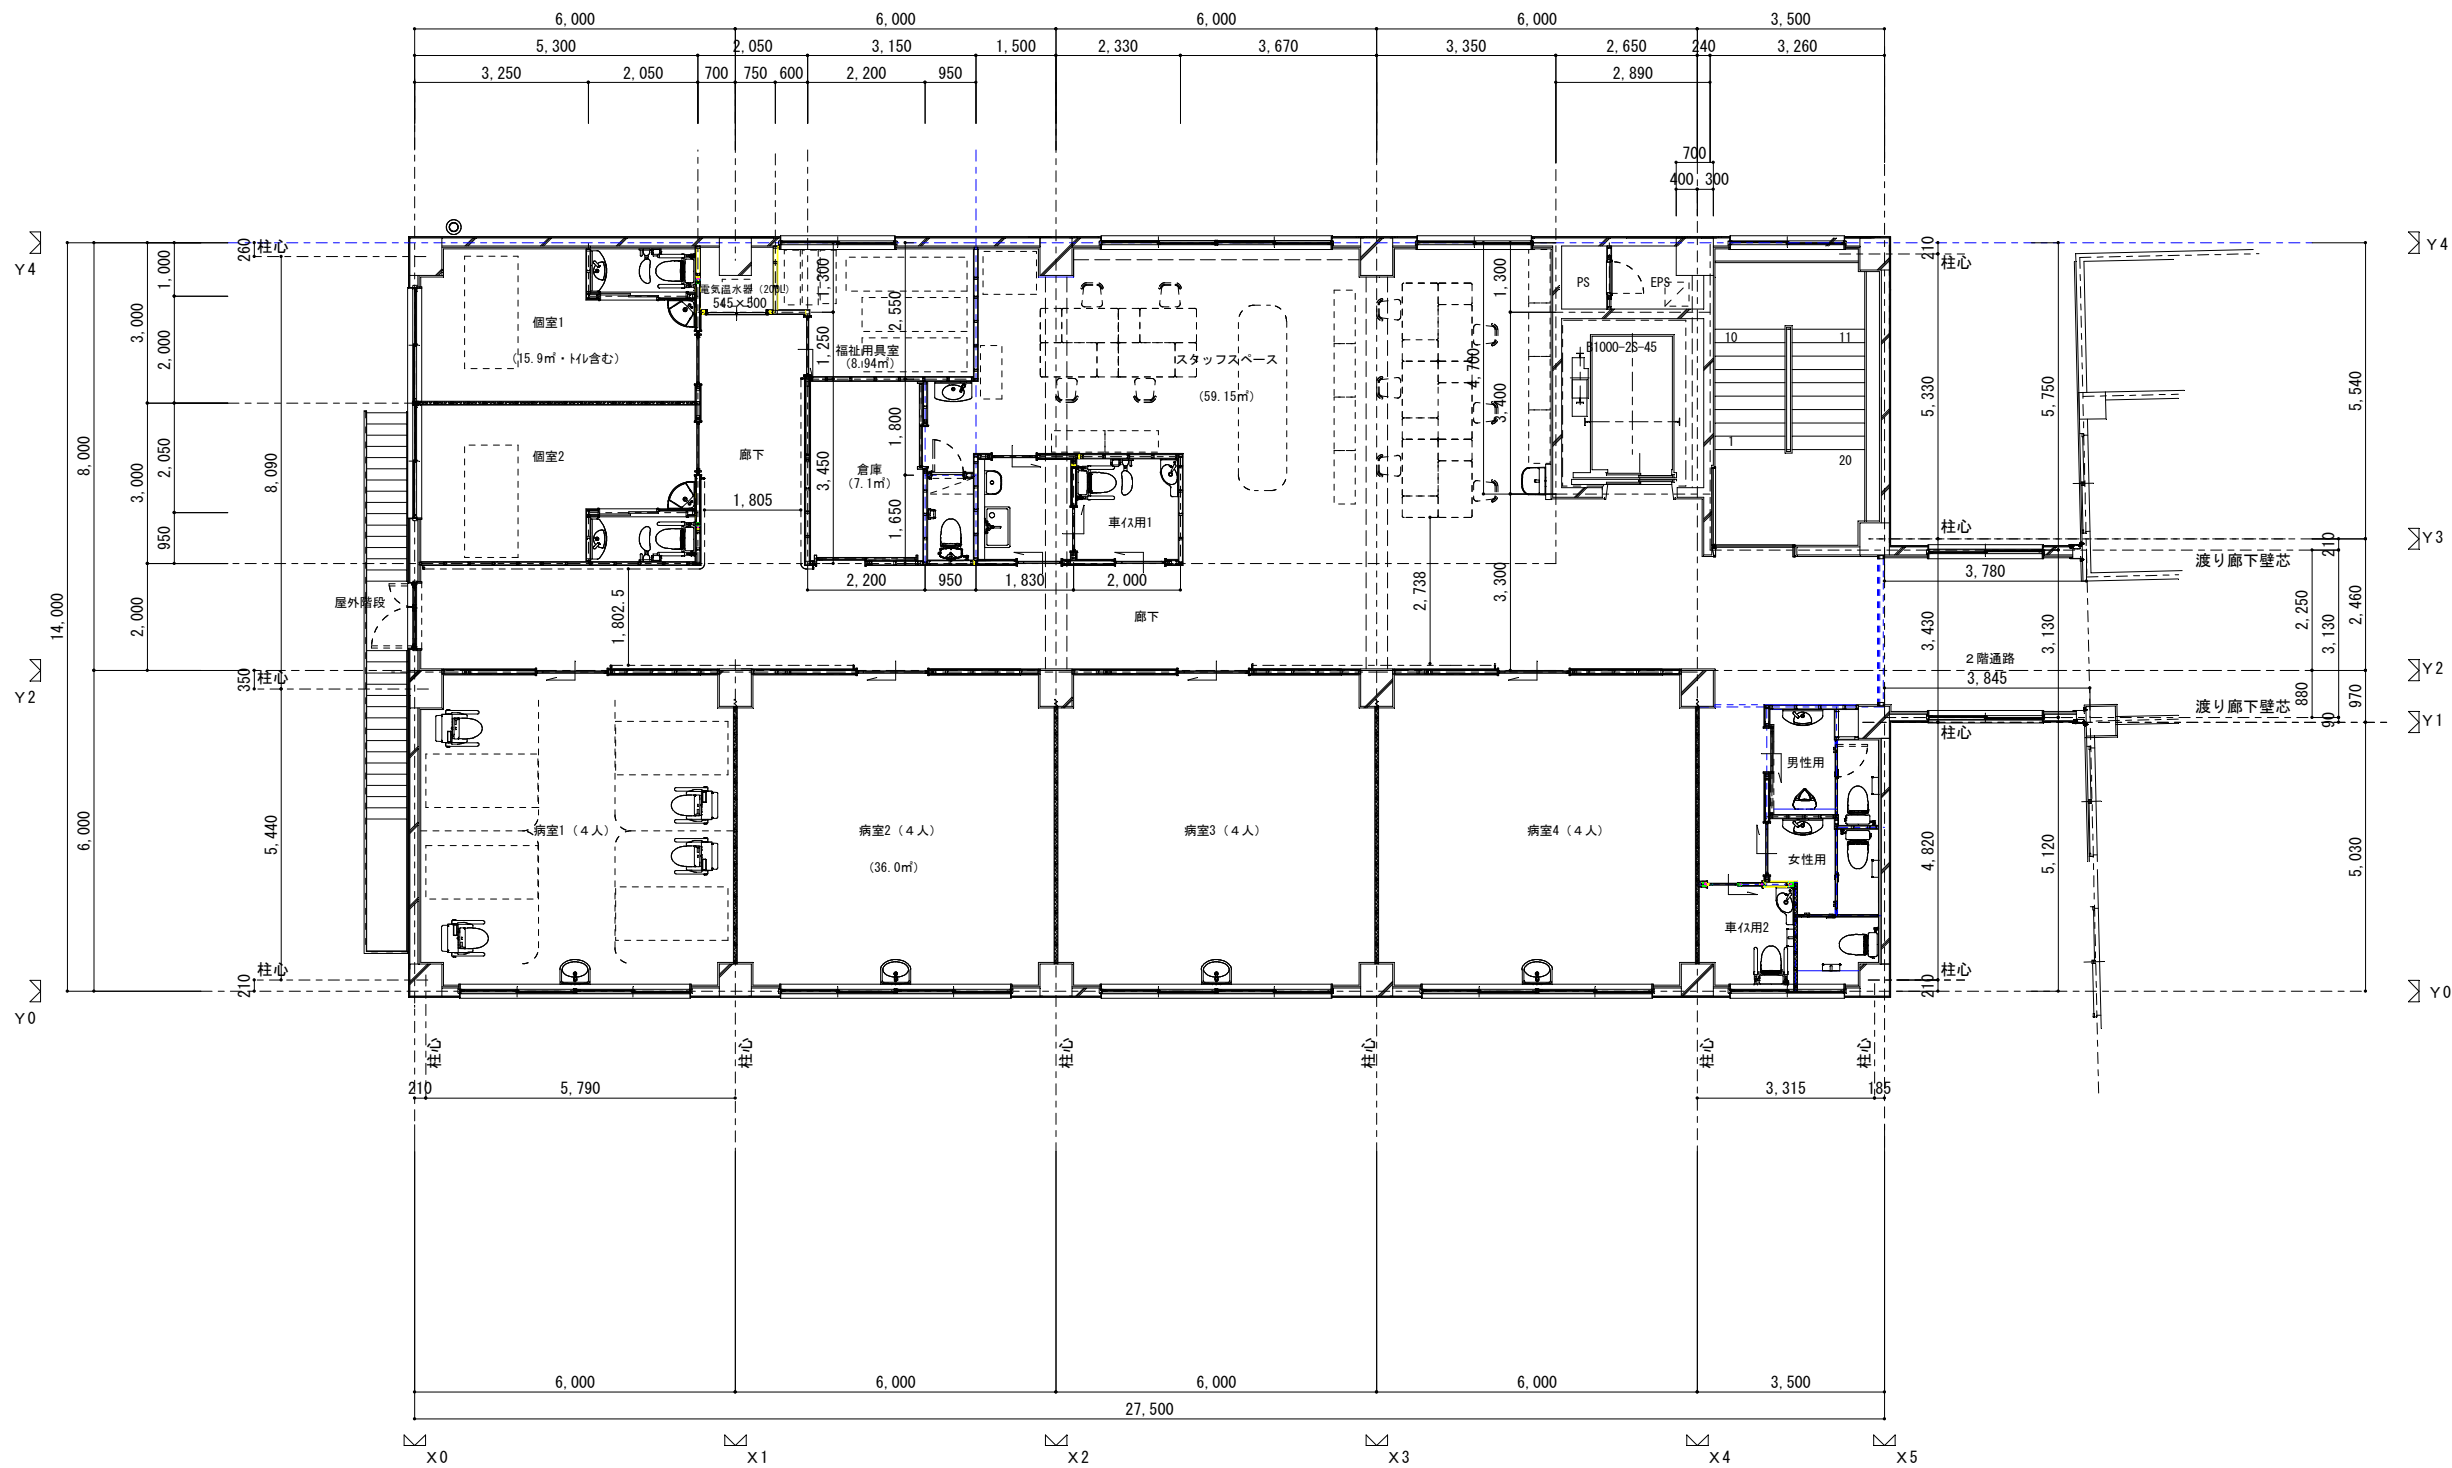 6,000 6,000 6,000 6,000 3,500
5,300 2,050 3,150 1,500 2,330 3,670 3,350 2,650 240 3,260
3,250 2,050 700 750 600 2,200 950 2,890
700
400 300
Y4
260
柱心
210
柱心
Y4
1,000
3,000
2,000
8,000
14,000
8,090
3,000
2,050
950
2,000
個室1
(15.9㎡・ﾄｲﾚ含む)
電気温水器(200L)
545×500
1,300
2,550
1,250
福祉用具室
(8.194㎡)
スタッフスペース
(59.15㎡)
1,300
4,700
3,400
PS
EPS
B1000-2S-45
10
11
1
20
5,330
5,750
5,540
個室2
廊下
1,805
3,450
倉庫
(7.1㎡)
1,800
1,650
車ｲｽ用1
柱心
210
Y3
渡り廊下壁芯
3,780
2,200 950 1,830 2,000
屋外階段
1,802.5
廊下
2,738
3,300
3,430
3,130
2,250
3,130
2,460
２階通路
3,845
Y2
350
柱心
Y2
880
970
渡り廊下壁芯
90
Y1
柱心
男性用
女性用
車ｲｽ用2
病室1（４人）
病室2（４人）
(36.0㎡)
病室3（４人）
病室4（４人）
6,000
5,440
4,820
5,120
5,030
柱心
210
Y0
柱心
210
Y0
柱心
柱心
柱心
柱心
柱心
柱心
210 5,790 3,315 185
6,000 6,000 6,000 6,000 3,500
27,500
X0 X1 X2 X3 X4 X5